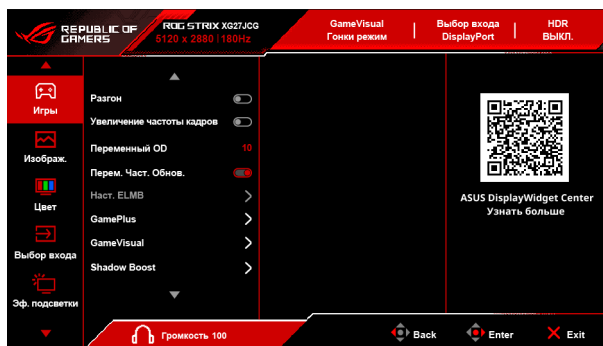 REPUBLIC OF
GAMERS
ROG STRIX XG27JCG
5120 x 2880 | 180Hz
GameVisual
Гонки режим
Выбор входа
DisplayPort
HDR
ВЫКЛ.
Игры
Изображ.
Цвет
Выбор входа
Эф. подсветки
Разгон
Увеличение частоты кадров
Переменный OD 10
Перем. Част. Обнов.
Наст. ELMB
GamePlus
GameVisual
Shadow Boost
ASUS DisplayWidget Center
Узнать больше
Громкость 100
Back
Enter
Exit